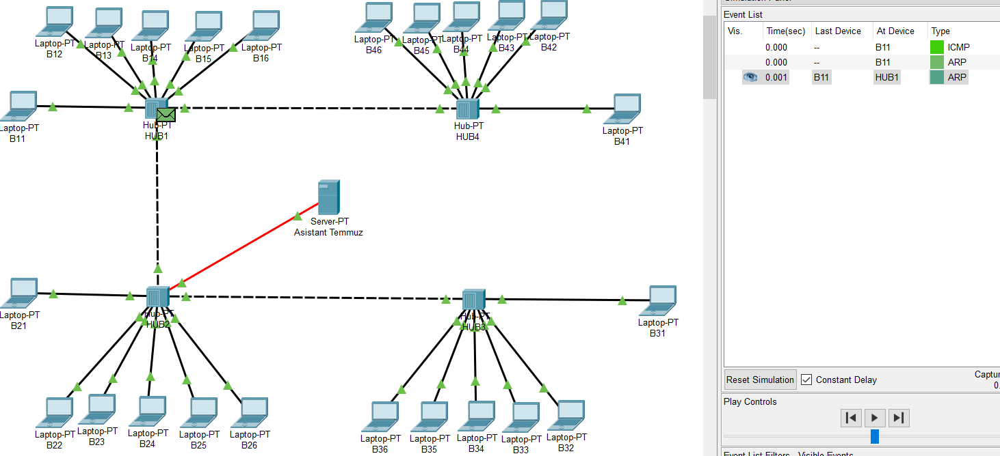 Event List
Vis.
Time(sec)
Last Device
At Device
Type
0.000
--
B11
ICMP
0.000
--
B11
ARP
0.001
B11
HUB1
ARP
Laptop-PT
B12
Laptop-PT
B13
Laptop-PT
B14
Laptop-PT
B15
Laptop-PT
B16
Laptop-PT
B46
Laptop-PT
B45
Laptop-PT
B44
Laptop-PT
B43
Laptop-PT
B42
Laptop-PT
B11
Hub-PT
HUB1
Hub-PT
HUB4
Laptop-PT
B41
Server-PT
Asistant Temmuz
Laptop-PT
B21
Hub-PT
HUB2
Hub-PT
HUB3
Laptop-PT
B31
Laptop-PT
B22
Laptop-PT
B23
Laptop-PT
B24
Laptop-PT
B25
Laptop-PT
B26
Laptop-PT
B36
Laptop-PT
B35
Laptop-PT
B34
Laptop-PT
B33
Laptop-PT
B32
Reset Simulation
Constant Delay
Captur
0.
Play Controls
Event List Filters - Visible Events